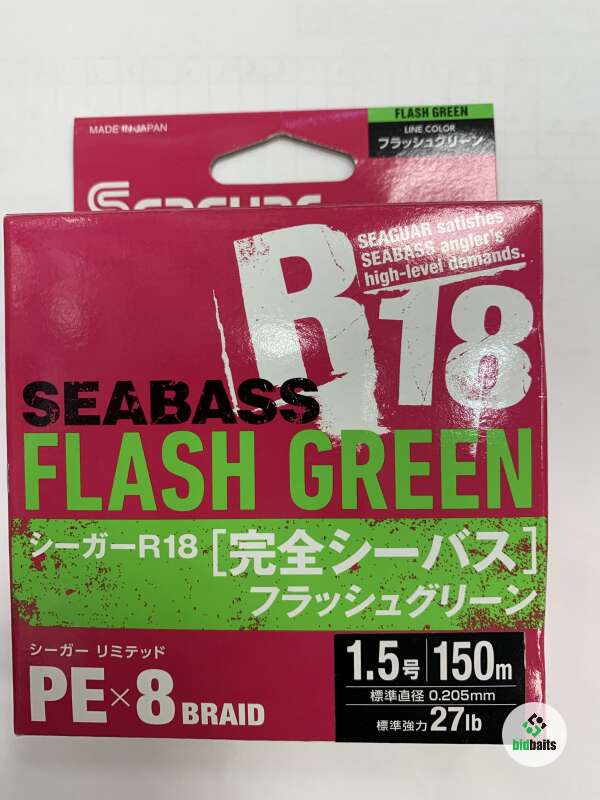 FLASH GREEN
MADE IN JAPAN
LINE COLOR
フラッシュグリーン
SEAGUAR
R18
SEAGUAR satisfies
SEABASS angler's
high-level demands.
SEABASS
FLASH GREEN
シーガーR18 [完全シーバス]
フラッシュグリーン
シーガー リミテッド
PE×8 BRAID
1.5号 150m
標準直径 0.205mm
標準強力 27lb
bidbaits